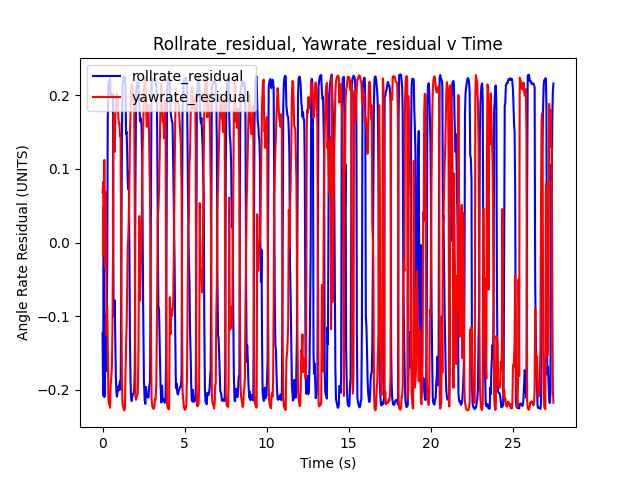 Rollrate_residual, Yawrate_residual v Time
rollrate_residual
yawrate_residual
Angle Rate Residual (UNITS)
0.2
0.1
0.0
−0.1
−0.2
0 5 10 15 20 25
Time (s)